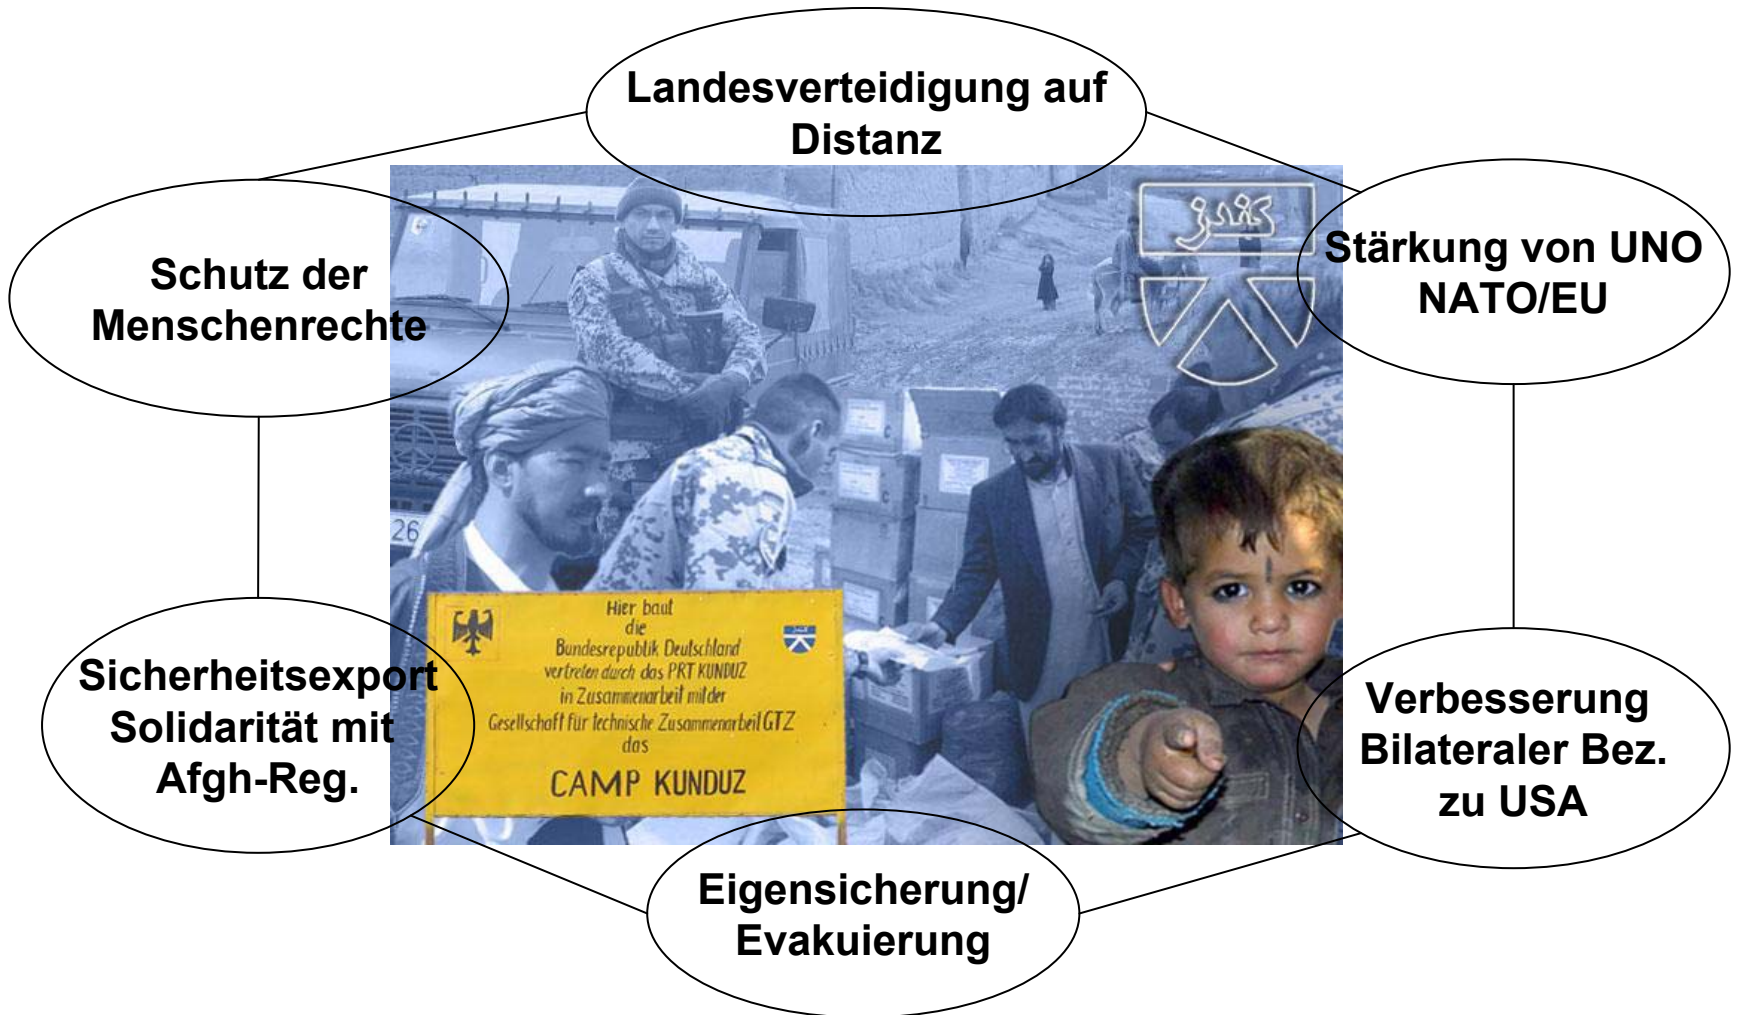 Landesverteidigung auf
Distanz
Schutz der
Menschenrechte
Stärkung von UNO
NATO/EU
کندز
26
Hier baut
die
Bundesrepublik Deutschland
vertreten durch das PRT KUNDUZ
in Zusammenarbeit mit der
Gesellschaft für technische Zusammenarbeit GTZ
das
CAMP KUNDUZ
Sicherheitsexport
Solidarität mit
Afgh-Reg.
Verbesserung
Bilateraler Bez.
zu USA
Eigensicherung/
Evakuierung